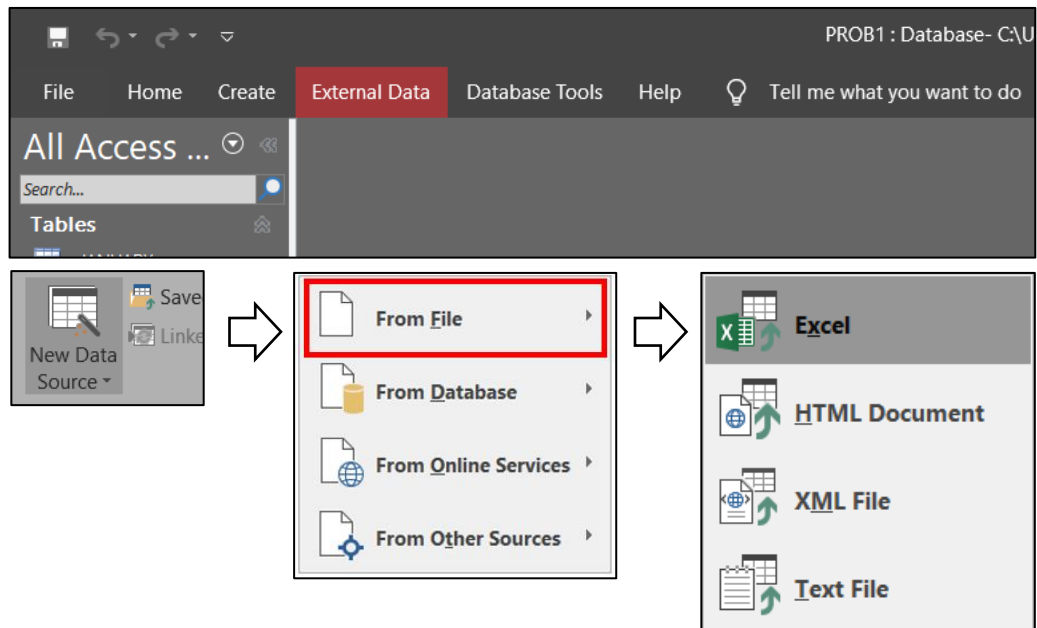 PROB1 : Database- C:\U
File Home Create External Data Database Tools Help Tell me what you want to do
All Access ...
Search...
Tables
New Data
Source
Save
Linke
From File
From Database
From Online Services
From Other Sources
Excel
HTML Document
XML File
Text File